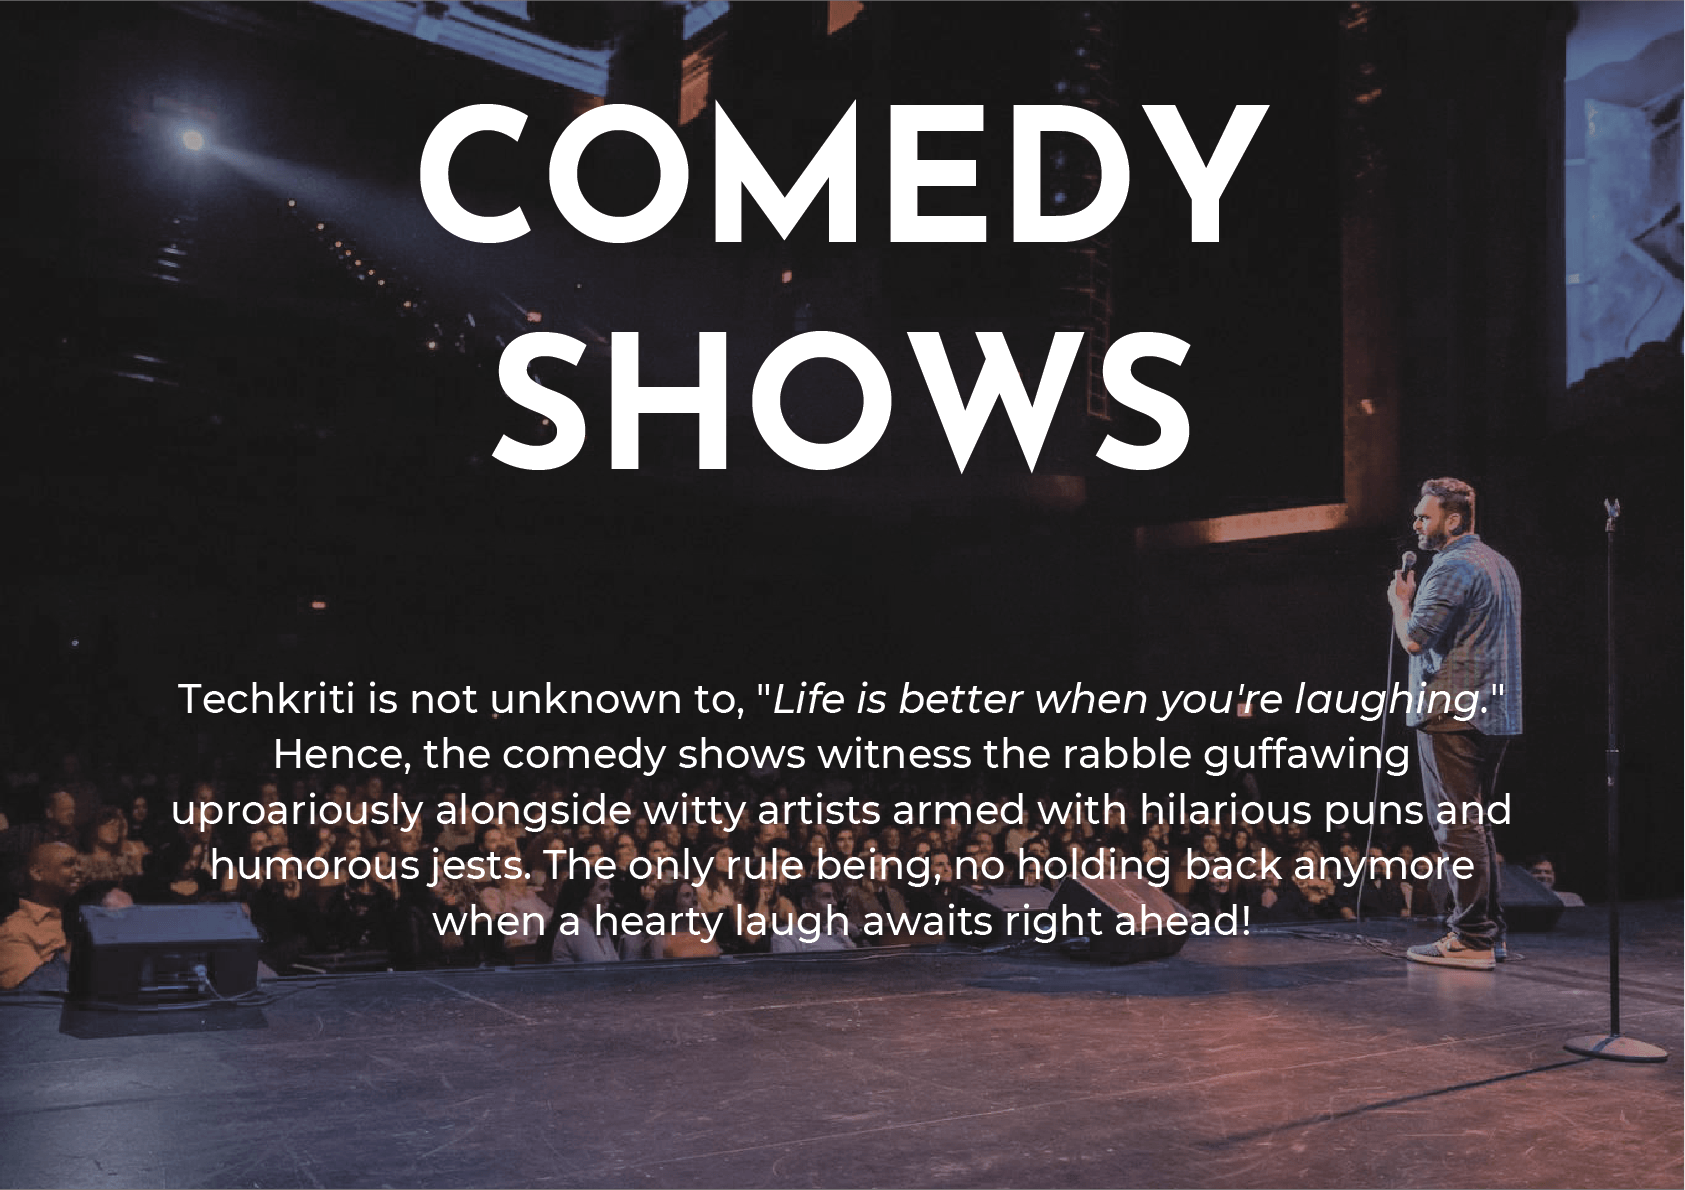 COMEDY
SHOWS
Techkriti is not unknown to, "Life is better when you're laughing."
Hence, the comedy shows witness the rabble guffawing
uproariously alongside witty artists armed with hilarious puns and
humorous jests. The only rule being, no holding back anymore
when a hearty laugh awaits right ahead!